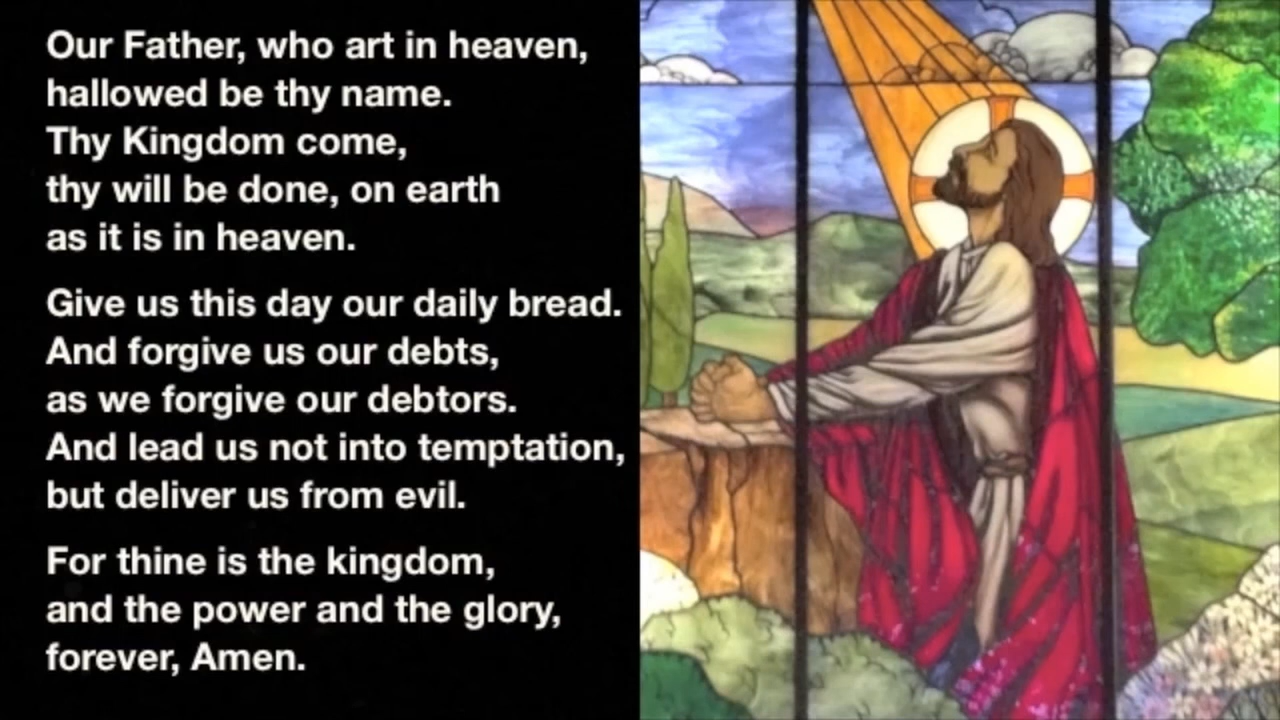 Our Father, who art in heaven,
hallowed be thy name.
Thy Kingdom come,
thy will be done, on earth
as it is in heaven.
Give us this day our daily bread.
And forgive us our debts,
as we forgive our debtors.
And lead us not into temptation,
but deliver us from evil.
For thine is the kingdom,
and the power and the glory,
forever, Amen.